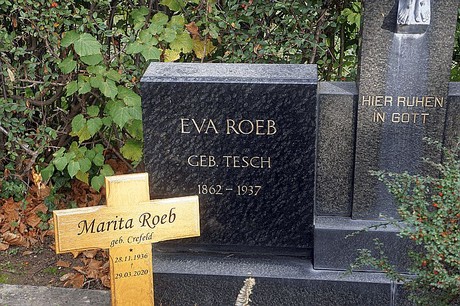 EVA ROEB
GEB. TESCH
1862 - 1937
HIER RUHEN
IN GOTT
Marita Roeb
geb. Crefeld
* 28.11.1936
† 29.03.2020